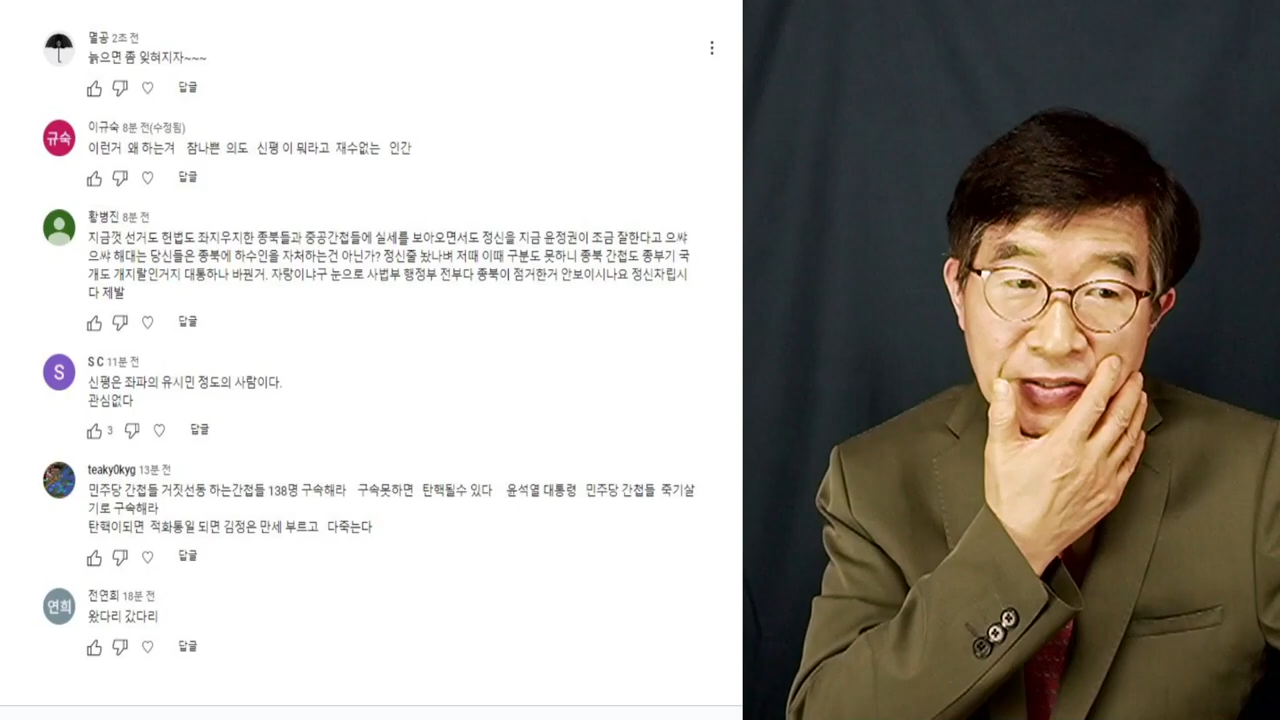 멸공 2초 전
늙으면 좀 잊혀지자~~~
답글
규숙
이규숙 8분 전(수정됨)
이런거 왜 하는겨 참나쁜 의도 신평 이 뭐라고 재수없는 인간
답글
황병진 8분 전
지금껏 선거도 헌법도 좌지우지한 종북들과 중공간첩들에 실세를 보아오면서도 정신을 지금 윤정권이 조금 잘한다고 으쌰
으쌰 해대는 당신들은 종북에 하수인을 자처하는건 아닌가? 정신줄 놨나벼 저때 이때 구분도 못하니 종북 간첩도 종부기 국
개도 개지랄인거지 대통하나 바뀐거. 자랑이냐구 눈으로 사법부 행정부 전부다 종북이 점거한거 안보이시나요 정신차립시
다 제발
답글
S
S C 11분 전
신평은 좌파의 유시민 정도의 사람이다.
관심없다
3 답글
teaky0kyg 13분 전
민주당 간첩들 거짓선동 하는간첩들 138명 구속해라 구속못하면 탄핵될수 있다 윤석열 대통령 민주당 간첩들 죽기살
기로 구속해라
탄핵이되면 적화통일 되면 김정은 만세 부르고 다죽는다
답글
연희
전연희 18분 전
왔다리 갔다리
답글